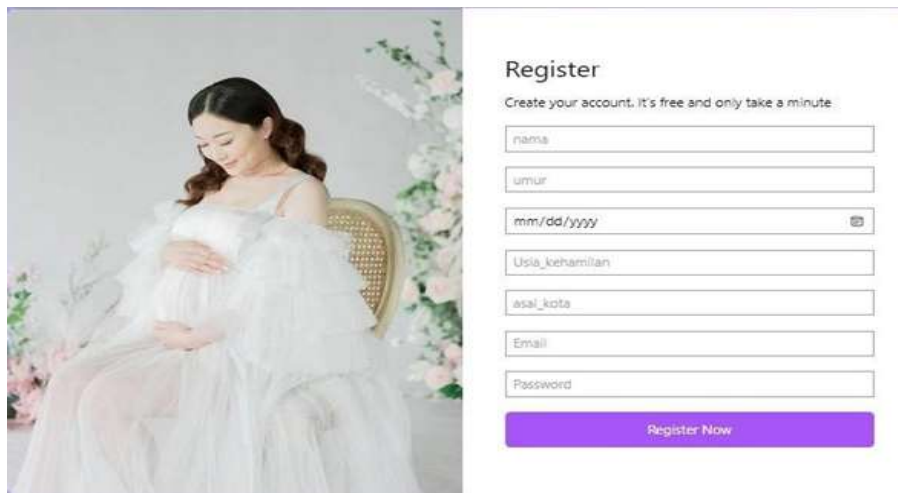 Register
Create your account. It's free and only take a minute
nama
umur
mm/dd/yyyy
Usia_kehamilan
asal_kota
Email
Password
Register Now